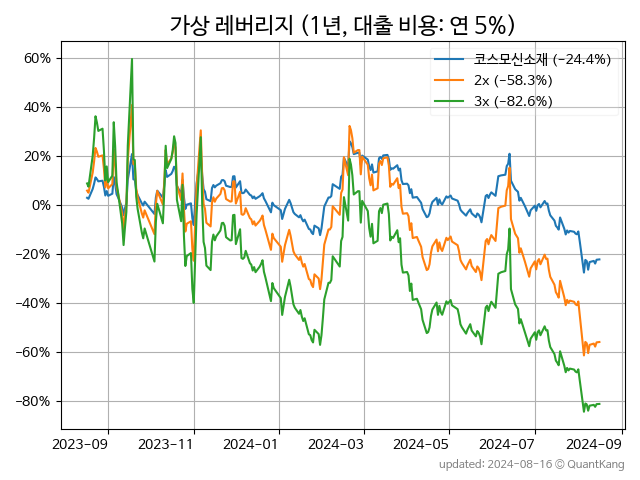 가상 레버리지 (1년, 대출 비용: 연 5%)
코스모신소재 (-24.4%)
2x (-58.3%)
3x (-82.6%)
60%
40%
20%
0%
-20%
-40%
-60%
-80%
2023-09 2023-11 2024-01 2024-03 2024-05 2024-07 2024-09
updated: 2024-08-16 © QuantKang